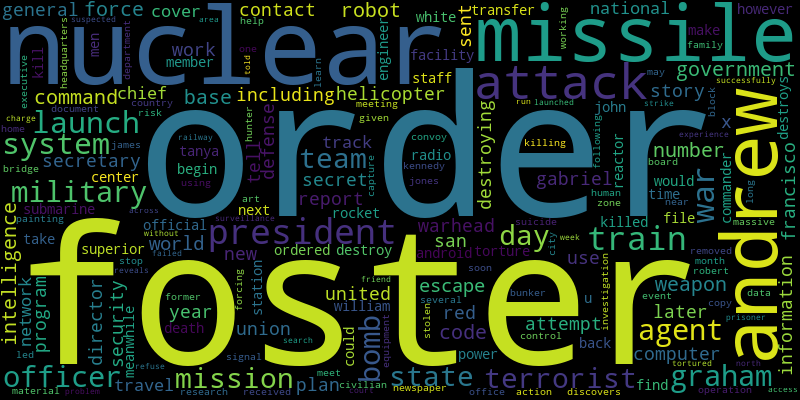 general force cover contact robot sent transfer national however
nuclear missile
suspected men department work member white engineer working make family
executive headquarters kill one told area help facility attack government
command chief base including helicopter staff may successfully
launch document country risk meeting given destroying run launched strike story john block destroys
system home charge james railway hunter tell defense order convoy killing following x
secretary tanya team track radio reactor number experience
bridge center begin using secret capture kennedy jones gabriel human zone board would commander long andrew
military submarine art report rocket warhead killed time near war francisco
painting across next surveillance suicide file massive
intelligence official without president san android torture day city week train
take superior failed world new ordered destroy soon use removed month robert
network stop reveals foster former year death forcing station united friend escape several stolen event copy data weapon prisoner information
program director security meanwhile union william bomb red code bunker control attempt u investigation later agent
led signal search could equipment power back computer tortured north
officer travel mission meet plan state terrorist find graham
material problem research received civilian court newspaper office action discovers operation access